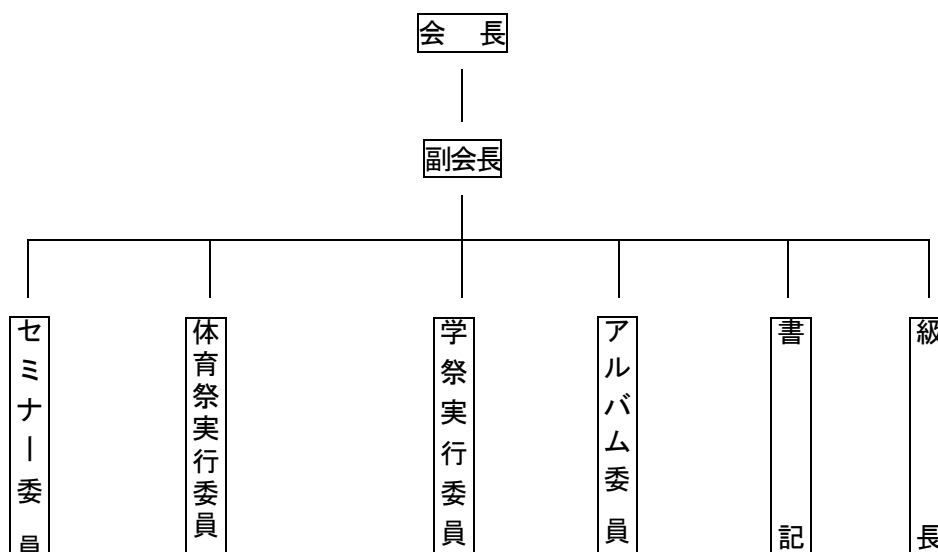 会　長
副会長
セミナー委員
体育祭実行委員
学祭実行委員
アルバム委員
書記
級長